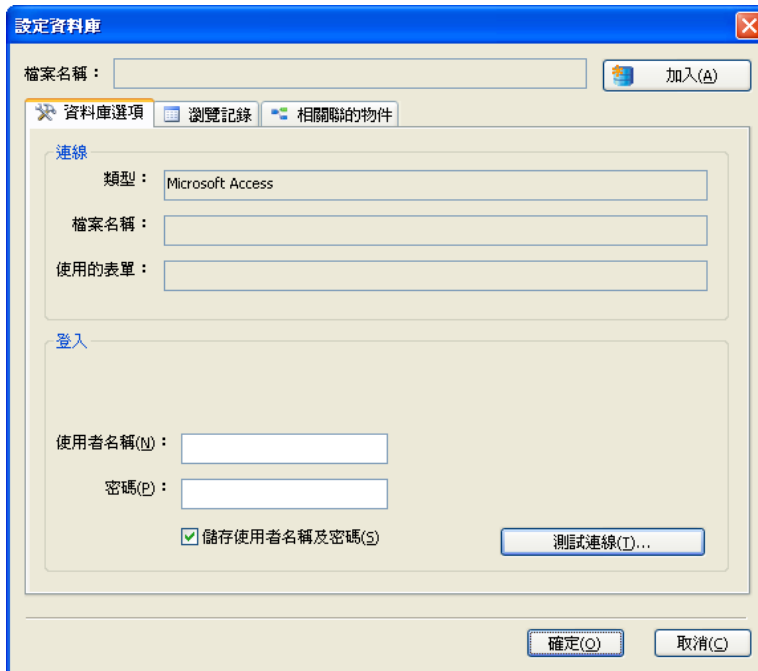 設定資料庫
檔案名稱：
加入(A)
資料庫選項 瀏覽記錄 相關聯的物件
連線
類型： Microsoft Access
檔案名稱：
使用的表單：
登入
使用者名稱(N)：
密碼(P)：
儲存使用者名稱及密碼(S)
測試連線(T)...
確定(O) 取消(C)